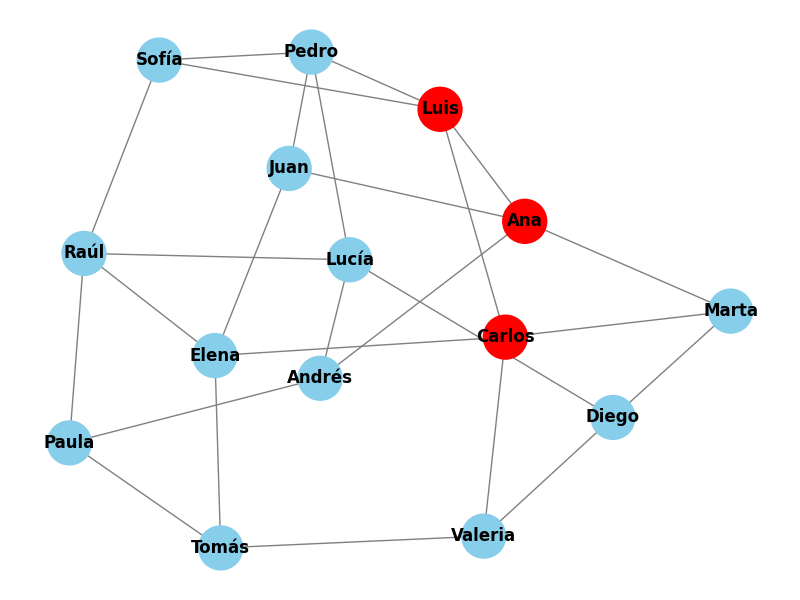 Sofía
Pedro
Luis
Juan
Ana
Raúl
Lucía
Marta
Carlos
Elena
Andrés
Diego
Paula
Valeria
Tomás